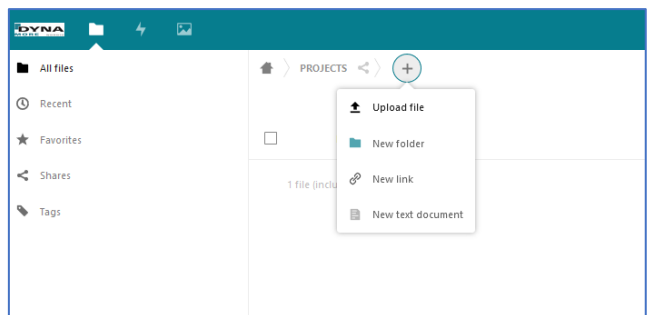 DYNA
MORE
All files
PROJECTS
Recent
Upload file
Favorites
New folder
Shares
1 file (inclu
New link
Tags
New text document